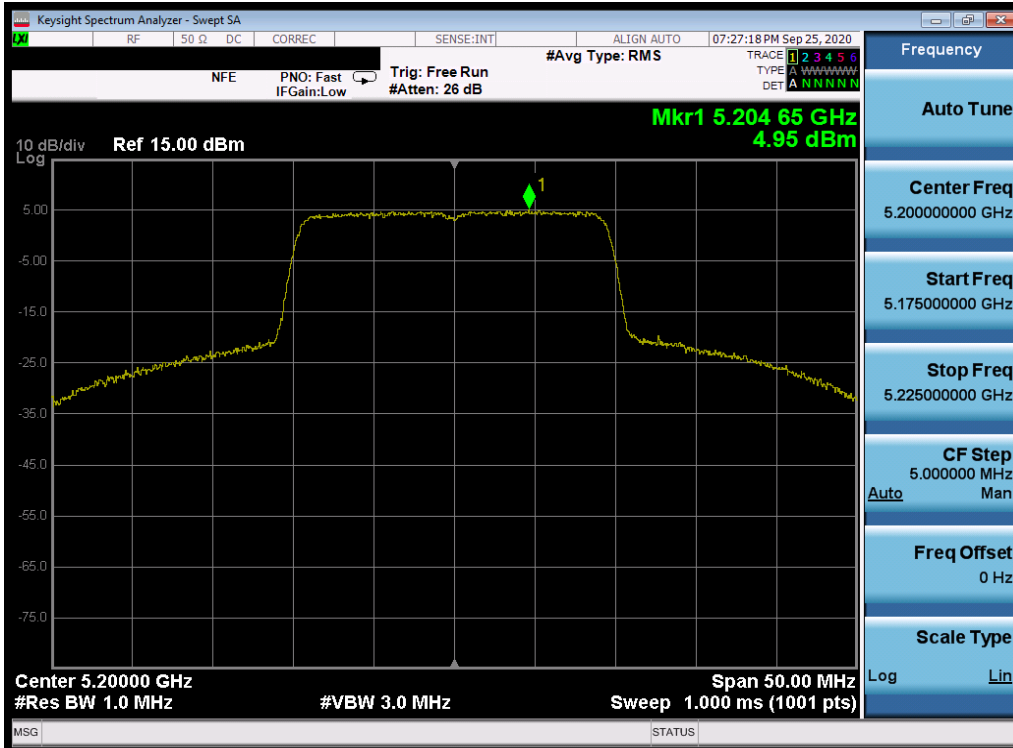 Keysight Spectrum Analyzer - Swept SA
LXI RF 50 Ω DC CORREC SENSE:INT ALIGN AUTO 07:27:18 PM Sep 25, 2020
NFE PNO: Fast Trig: Free Run #Avg Type: RMS TRACE 1 2 3 4 5 6
IFGain:Low #Atten: 26 dB TYPE A WWWWW
DET A N N N N N
Mkr1 5.204 65 GHz
4.95 dBm
10 dB/div Ref 15.00 dBm
Log
1
5.00
-5.00
-15.0
-25.0
-35.0
-45.0
-55.0
-65.0
-75.0
Center 5.20000 GHz Span 50.00 MHz
#Res BW 1.0 MHz #VBW 3.0 MHz Sweep 1.000 ms (1001 pts)
MSG STATUS
Frequency
Auto Tune
Center Freq
5.200000000 GHz
Start Freq
5.175000000 GHz
Stop Freq
5.225000000 GHz
CF Step
5.000000 MHz
Auto Man
Freq Offset
0 Hz
Scale Type
Log Lin